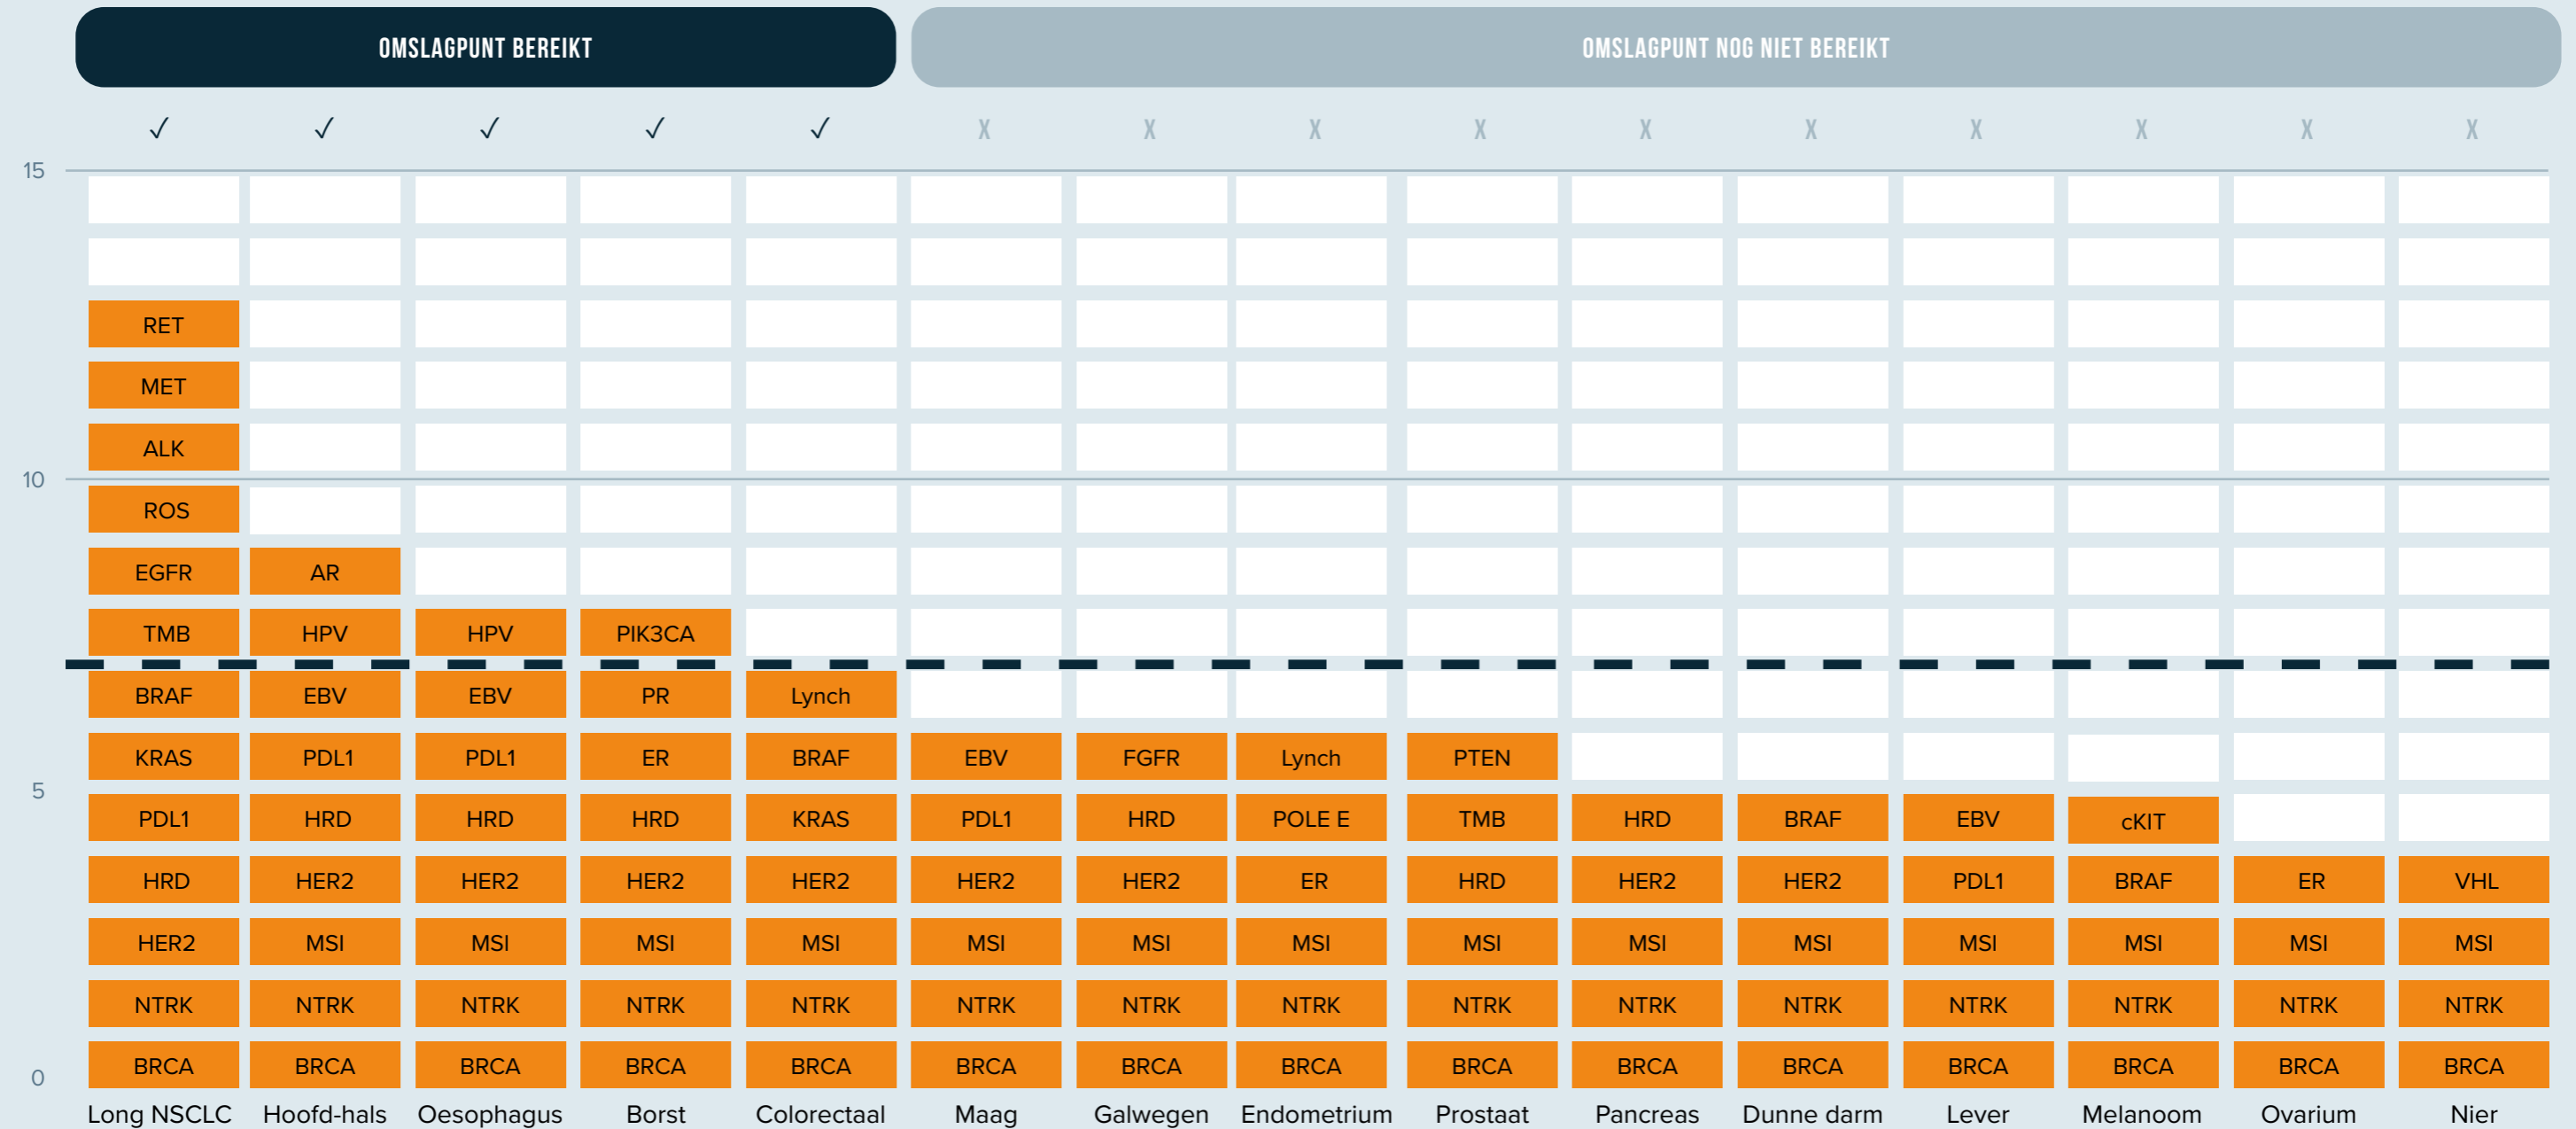 OMSLAGPUNT BEREIKT OMSLAGPUNT NOG NIET BEREIKT
✓ ✓ ✓ ✓ ✓ X X X X X X X X X X
15
RET
MET
ALK
10
ROS
EGFR AR
TMB HPV HPV PIK3CA
BRAF EBV EBV PR Lynch
KRAS PDL1 PDL1 ER BRAF EBV FGFR Lynch PTEN
5
PDL1 HRD HRD HRD KRAS PDL1 HRD POLE E TMB HRD BRAF EBV cKIT
HRD HER2 HER2 HER2 HER2 HER2 HER2 ER HRD HER2 HER2 PDL1 BRAF ER VHL
HER2 MSI MSI MSI MSI MSI MSI MSI MSI MSI MSI MSI MSI MSI MSI
NTRK NTRK NTRK NTRK NTRK NTRK NTRK NTRK NTRK NTRK NTRK NTRK NTRK NTRK NTRK
BRCA BRCA BRCA BRCA BRCA BRCA BRCA BRCA BRCA BRCA BRCA BRCA BRCA BRCA BRCA
0
Long NSCLC Hoofd-hals Oesophagus Borst Colorectaal Maag Galwegen Endometrium Prostaat Pancreas Dunne darm Lever Melanoom Ovarium Nier